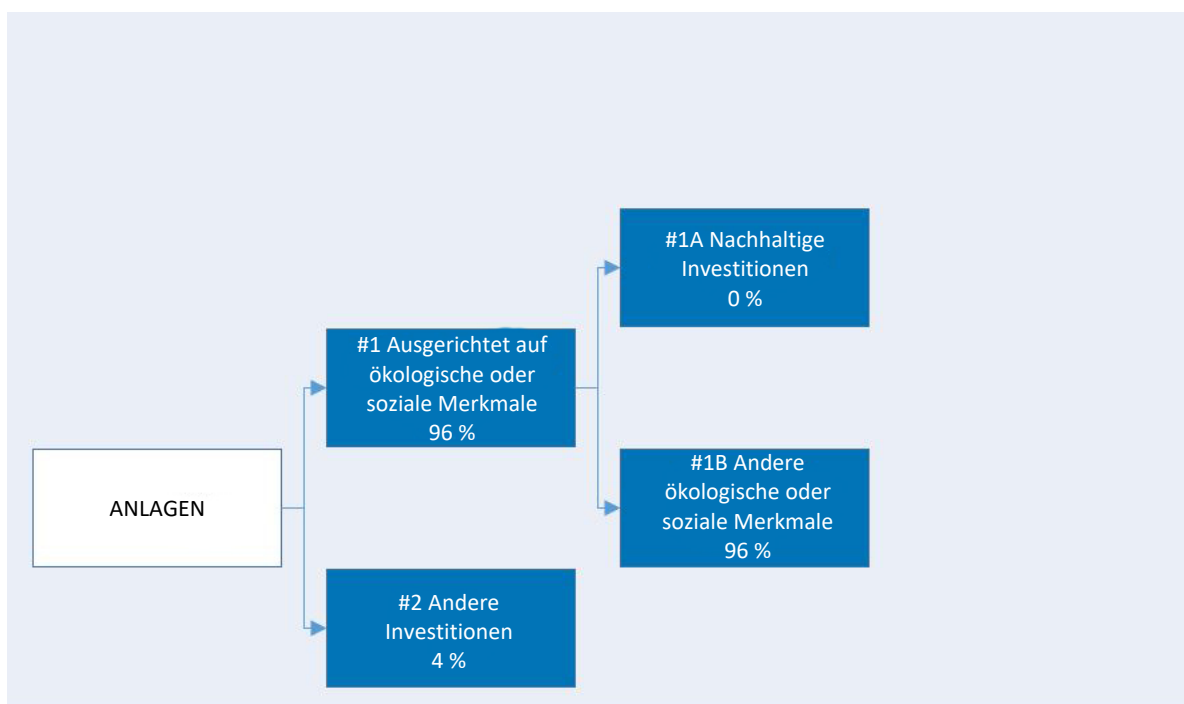 #1A Nachhaltige
Investitionen
0 %
#1 Ausgerichtet auf
ökologische oder
soziale Merkmale
96 %
#1B Andere
ökologische oder
soziale Merkmale
96 %
ANLAGEN
#2 Andere
Investitionen
4 %